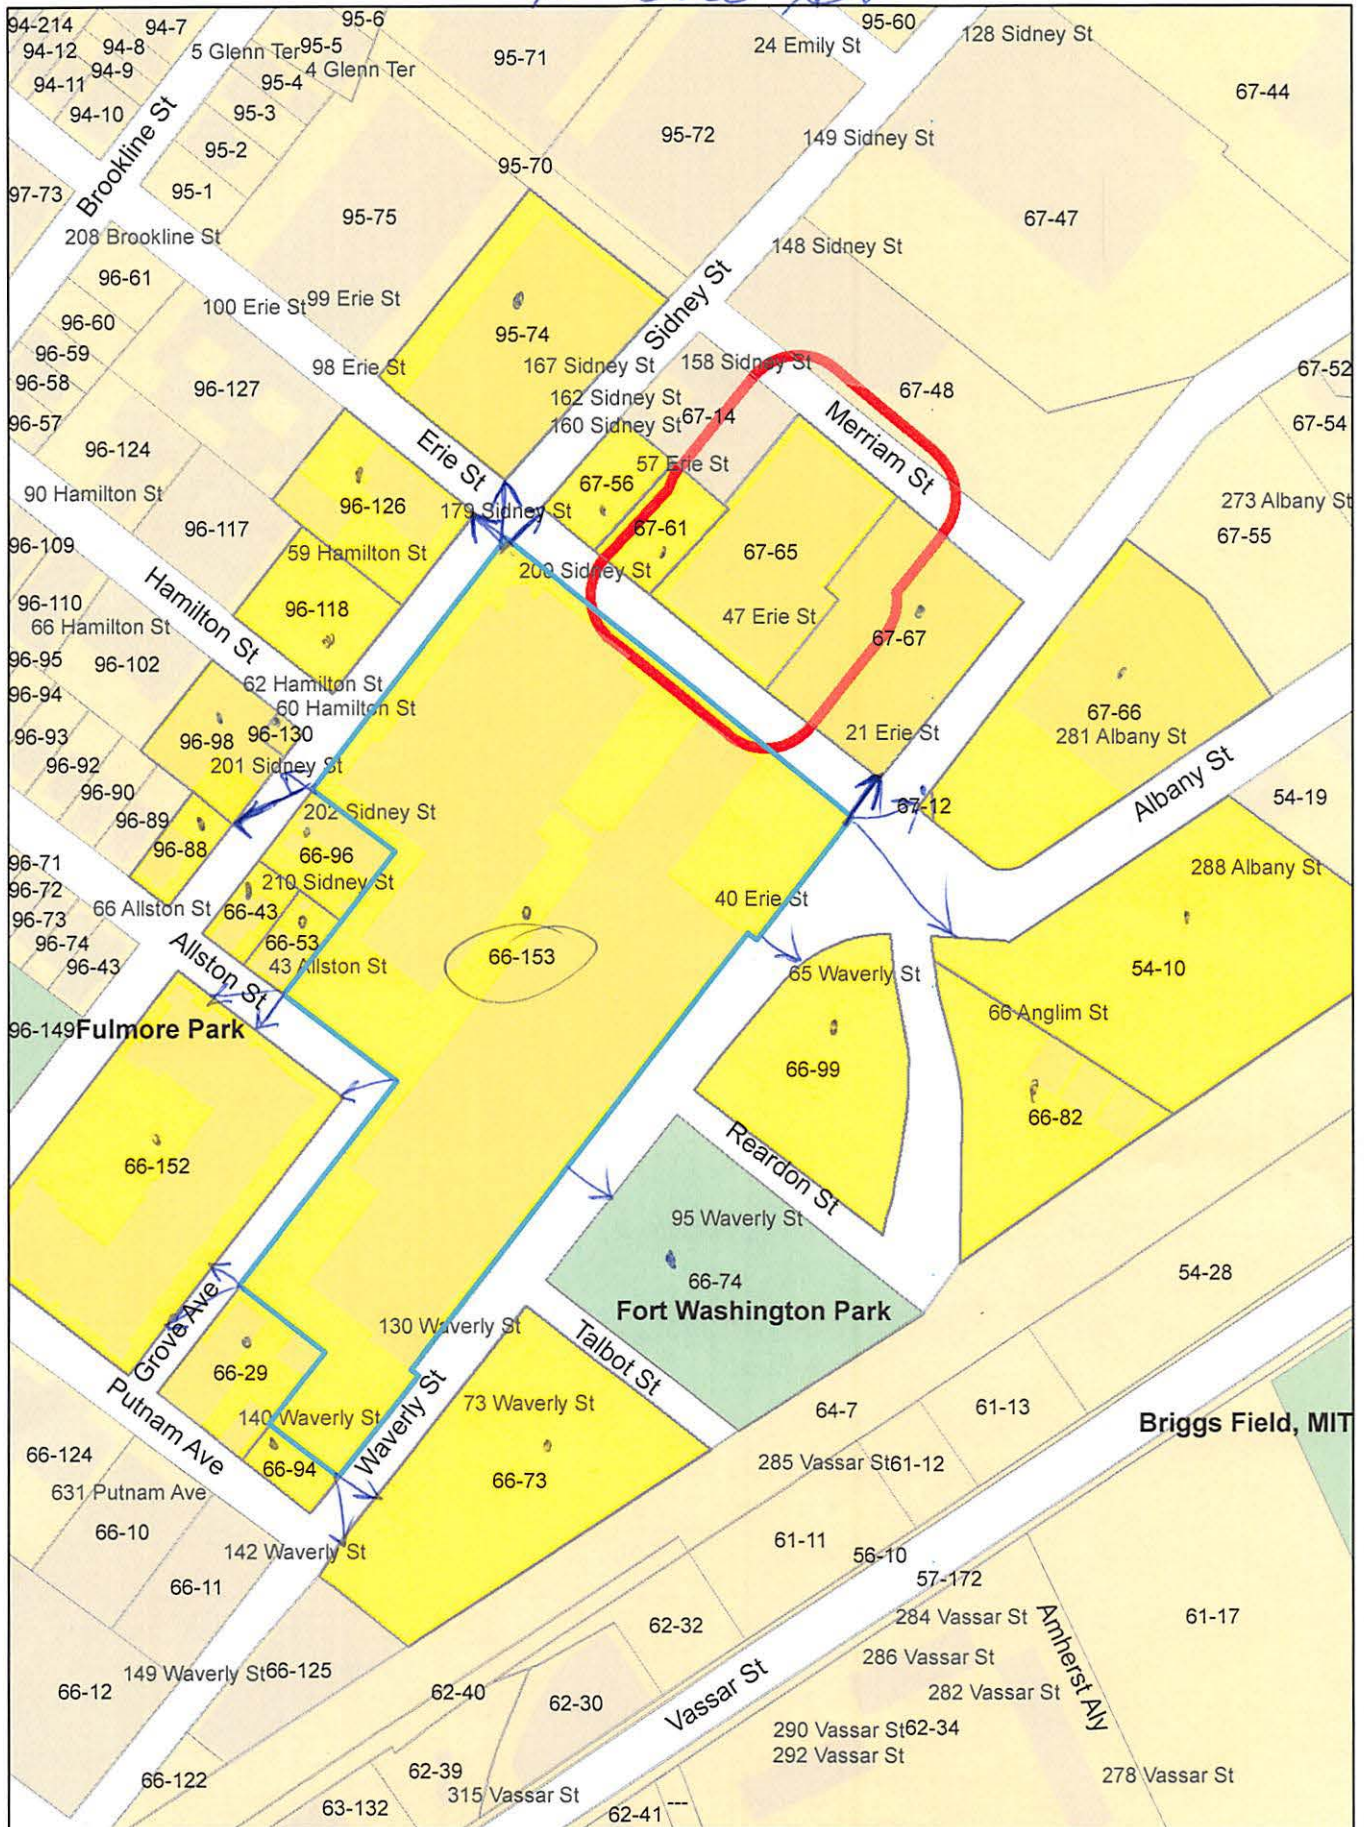 94-214
94-7
95-6
95-60
94-12
94-8
5 Glenn Ter
95-5
24 Emily St
128 Sidney St
94-9
4 Glenn Ter
95-71
94-11
95-4
67-44
94-10
95-3
95-72
149 Sidney St
95-2
Brookline St
95-70
97-73
95-1
95-75
67-47
208 Brookline St
148 Sidney St
96-61
100 Erie St
99 Erie St
Sidney St
96-60
95-74
96-59
98 Erie St
167 Sidney St
158 Sidney St
67-52
96-58
96-127
162 Sidney St
67-48
96-57
160 Sidney St
67-14
67-54
Merriam St
96-124
Erie St
57 Erie St
90 Hamilton St
67-56
273 Albany St
96-126
179 Sidney St
96-117
67-61
67-55
96-109
59 Hamilton St
67-65
Hamilton St
200 Sidney St
96-110
96-118
47 Erie St
66 Hamilton St
67-67
96-95
96-102
62 Hamilton St
96-94
60 Hamilton St
67-66
96-93
96-98
96-130
21 Erie St
281 Albany St
96-92
201 Sidney St
Albany St
96-90
202 Sidney St
67-12
54-19
96-89
96-88
66-96
96-71
288 Albany St
96-72
210 Sidney St
40 Erie St
96-73
66 Allston St
66-43
96-74
66-53
66-153
96-43
Allston St
43 Allston St
65 Waverly St
54-10
96-149
Fulmore Park
66 Anglim St
66-99
66-82
66-152
Reardon St
95 Waverly St
66-74
54-28
Fort Washington Park
Grove Ave
130 Waverly St
Talbot St
66-29
Putnam Ave
140 Waverly St
Waverly St
73 Waverly St
64-7
61-13
Briggs Field, MIT
66-124
66-94
66-73
285 Vassar St
61-12
631 Putnam Ave
66-10
61-11
56-10
142 Waverly St
57-172
66-11
284 Vassar St
61-17
62-32
286 Vassar St
Amherst Aly
149 Waverly St
66-125
66-12
62-40
62-30
Vassar St
282 Vassar St
290 Vassar St
62-34
292 Vassar St
66-122
62-39
278 Vassar St
315 Vassar St
63-132
62-41
---